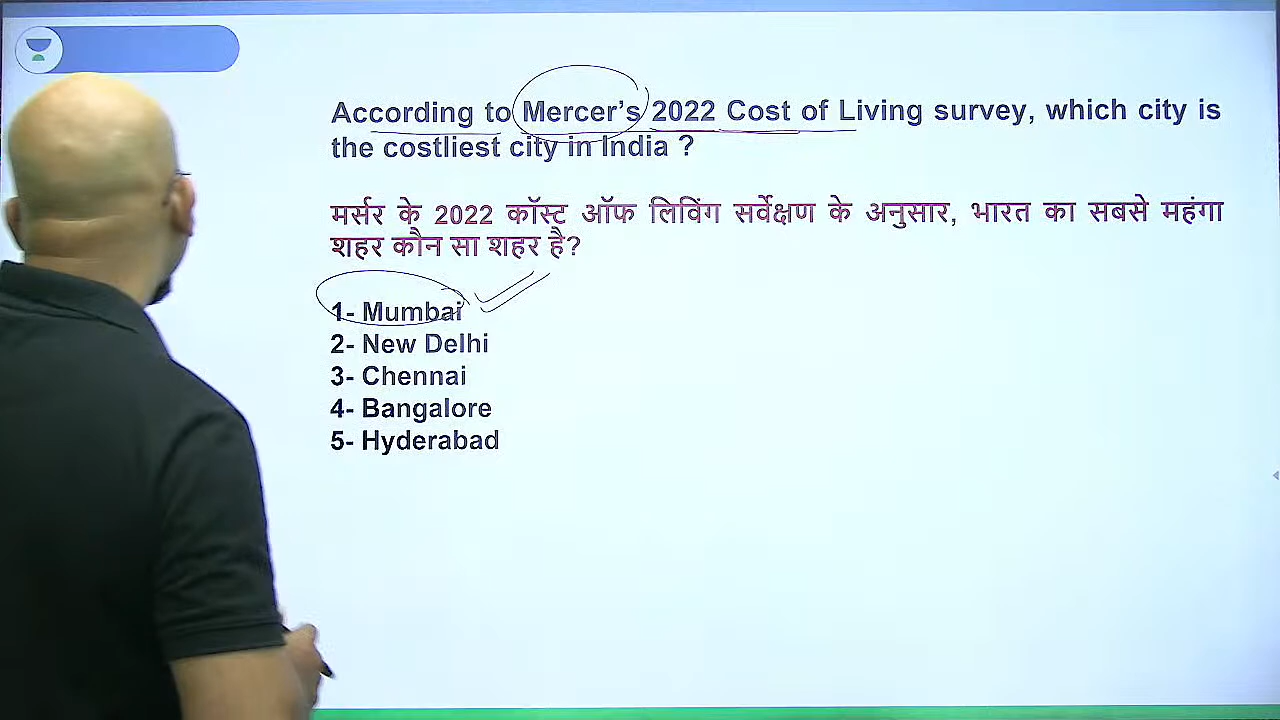 According to Mercer's 2022 Cost of Living survey, which city is
the costliest city in India ?
मर्सर के 2022 कॉस्ट ऑफ लिविंग सर्वेक्षण के अनुसार, भारत का सबसे महंगा
शहर कौन सा शहर है?
1- Mumbai
2- New Delhi
3- Chennai
4- Bangalore
5- Hyderabad